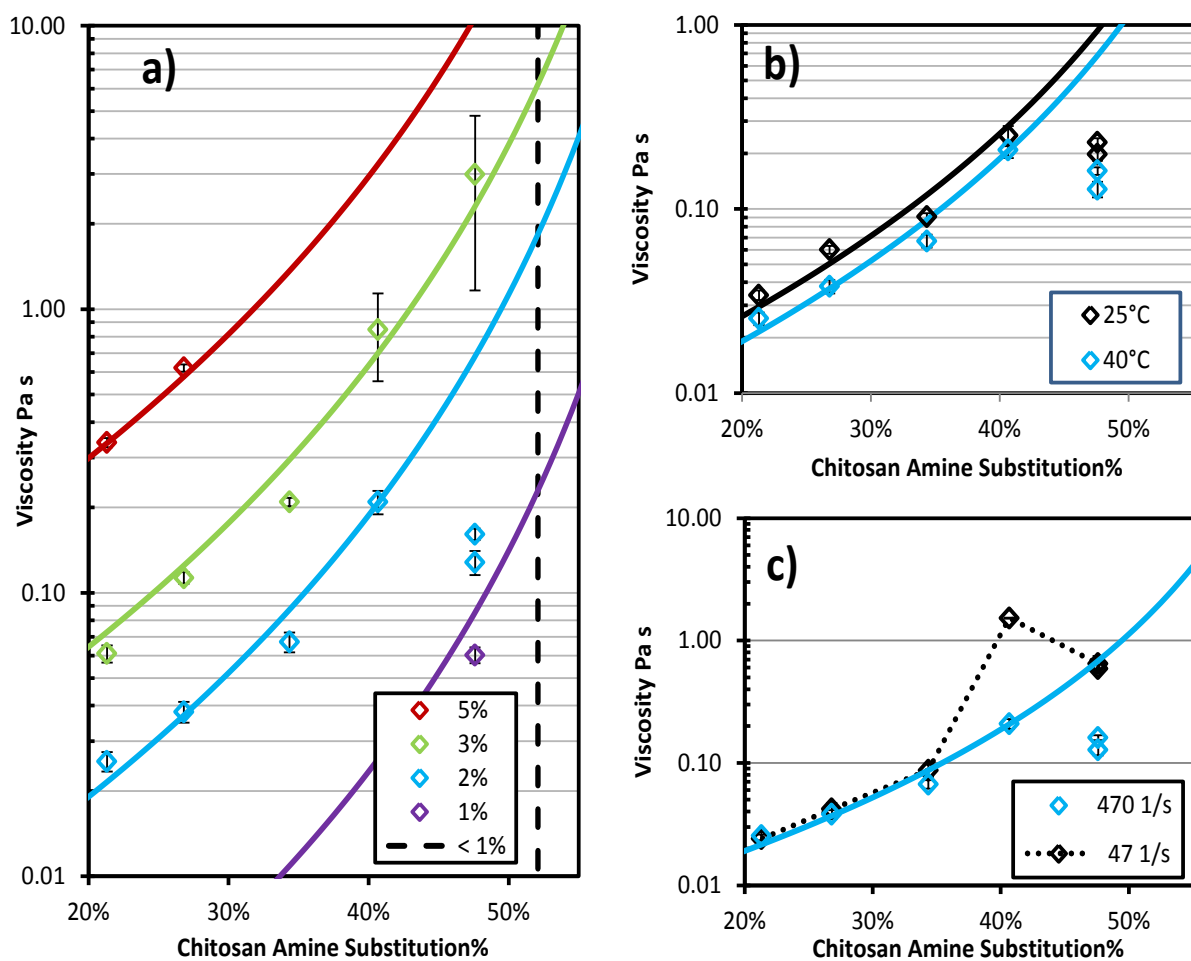 a)
10.00
1.00
0.10
0.01
Viscosity Pa s
20%
30%
40%
50%
Chitosan Amine Substitution%
5%
3%
2%
1%
< 1%
b)
1.00
0.10
0.01
Viscosity Pa s
20%
30%
40%
50%
Chitosan Amine Substitution%
25°C
40°C
c)
10.00
1.00
0.10
0.01
Viscosity Pa s
20%
30%
40%
50%
Chitosan Amine Substitution%
470 1/s
47 1/s